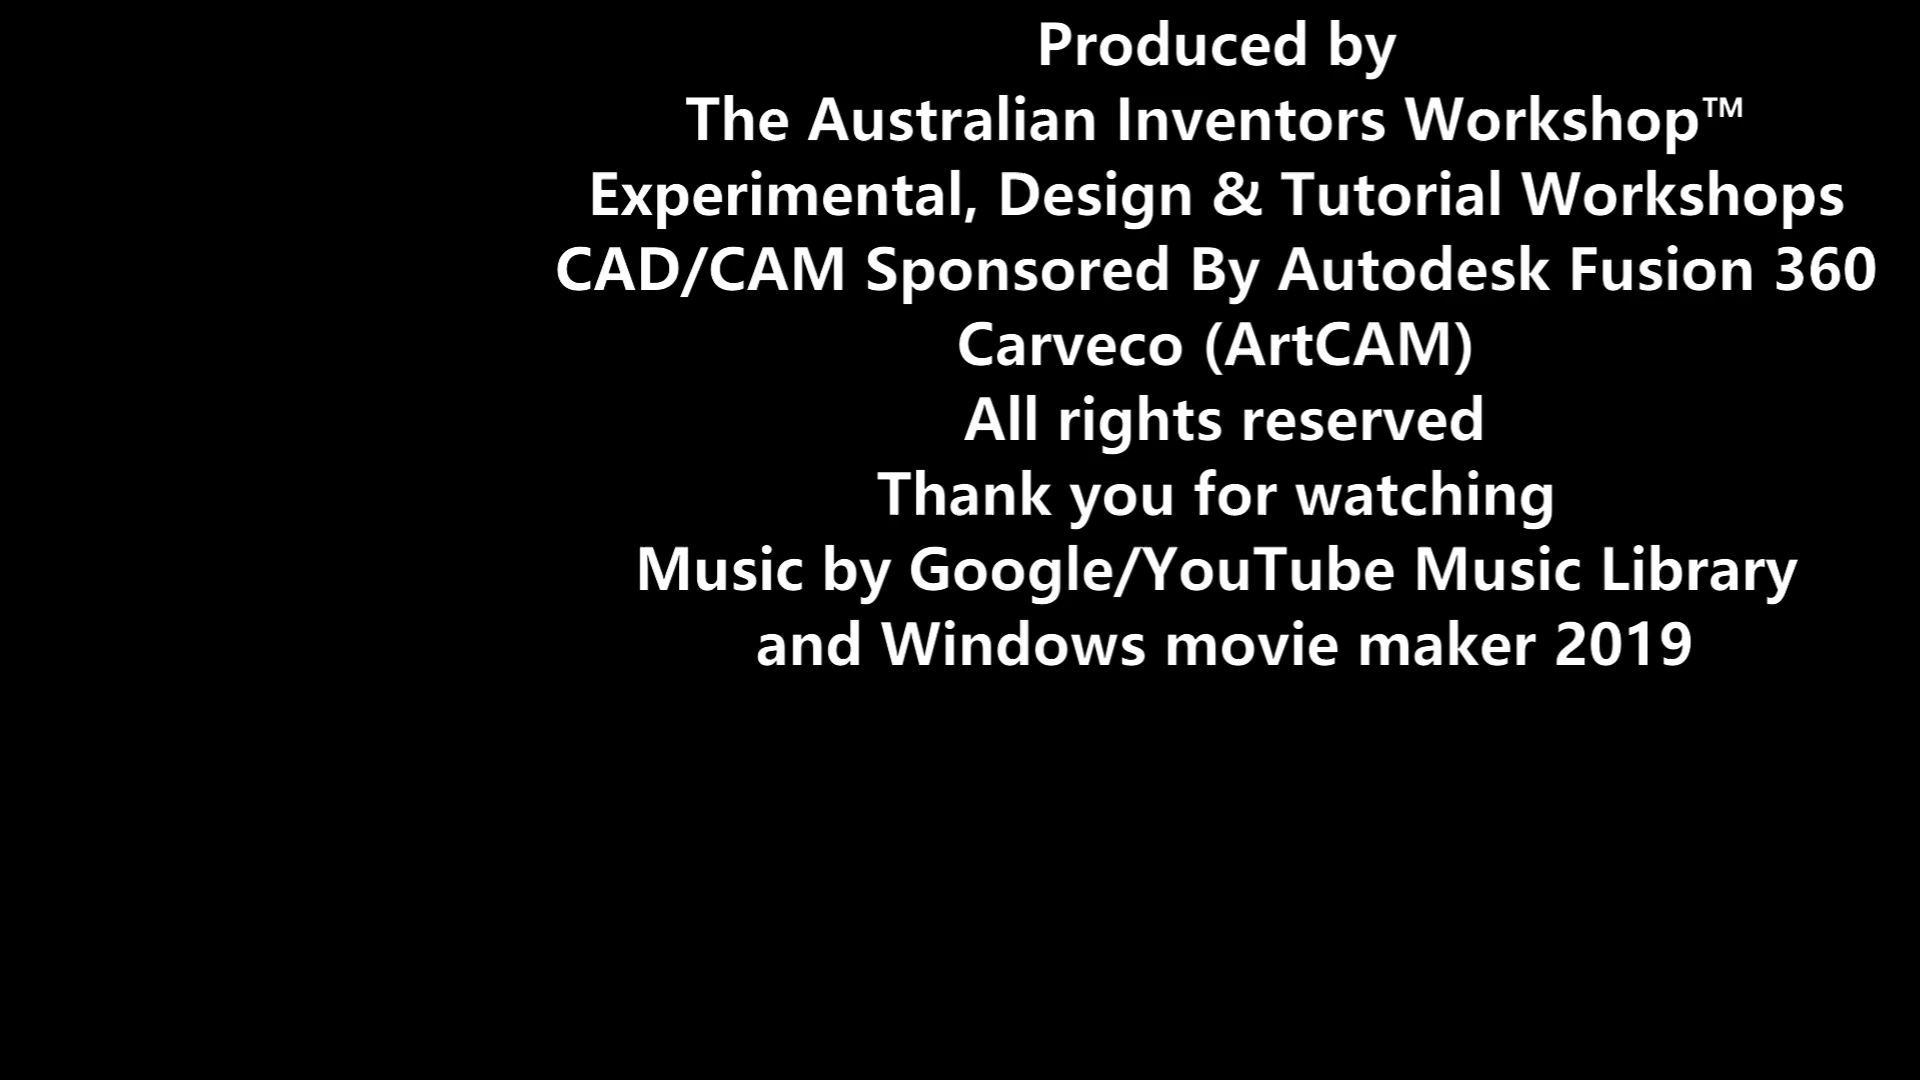 Produced by
The Australian Inventors Workshop™
Experimental, Design & Tutorial Workshops
CAD/CAM Sponsored By Autodesk Fusion 360
Carveco (ArtCAM)
All rights reserved
Thank you for watching
Music by Google/YouTube Music Library
and Windows movie maker 2019